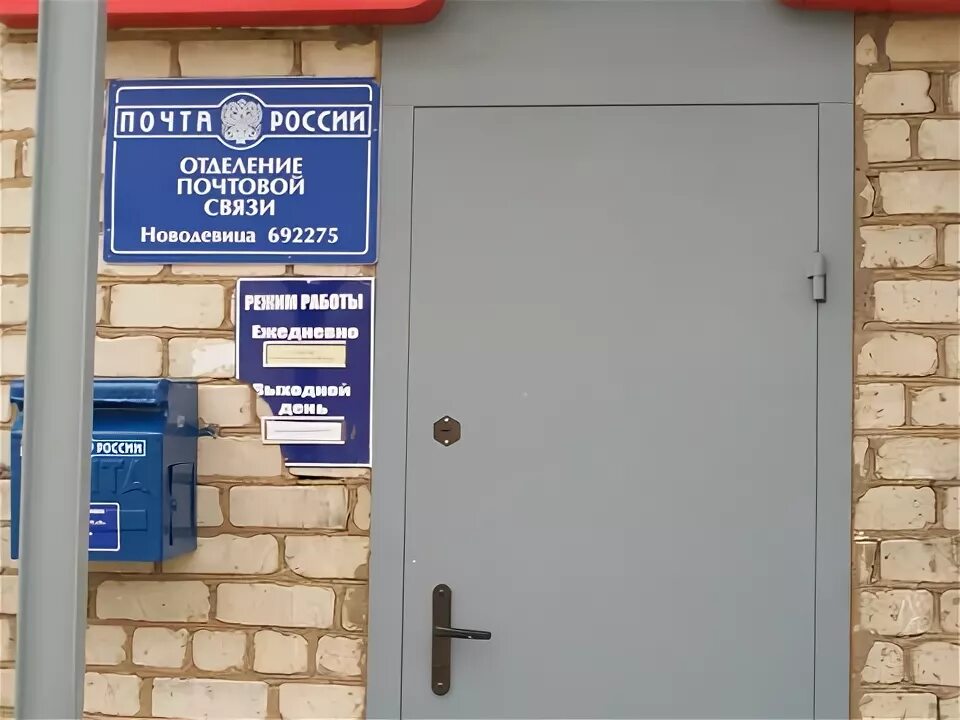 ПОЧТА РОССИИ
ОТДЕЛЕНИЕ
ПОЧТОВОЙ
СВЯЗИ
Новодевица 692275
РЕЖИМ РАБОТЫ
Ежедневно
Выходной
день
РОССИИ